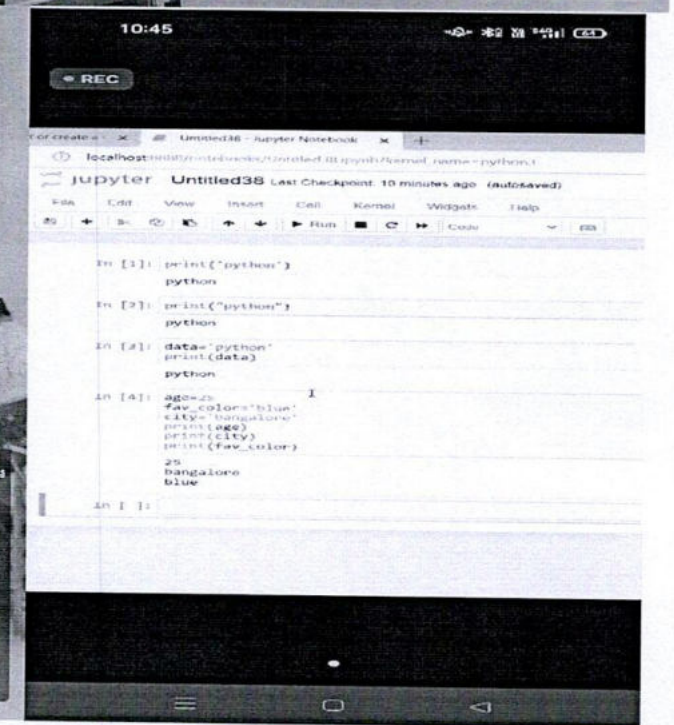 10:45
64
REC
or create a
Untitled38 - Jupyter Notebook
localhost
jupyter Untitled38 Last Checkpoint: 10 minutes ago (autosaved)
File Edit View Insert Cell Kernel Widgets Help
Run Code
In [1]: print('python')
python
In [2]: print("python")
python
In [3]: data='python'
print(data)
python
In [4]: age=25
fav_color='blue'
city='bangalore'
print(age)
print(city)
print(fav_color)
25
bangalore
blue
In [ ]: